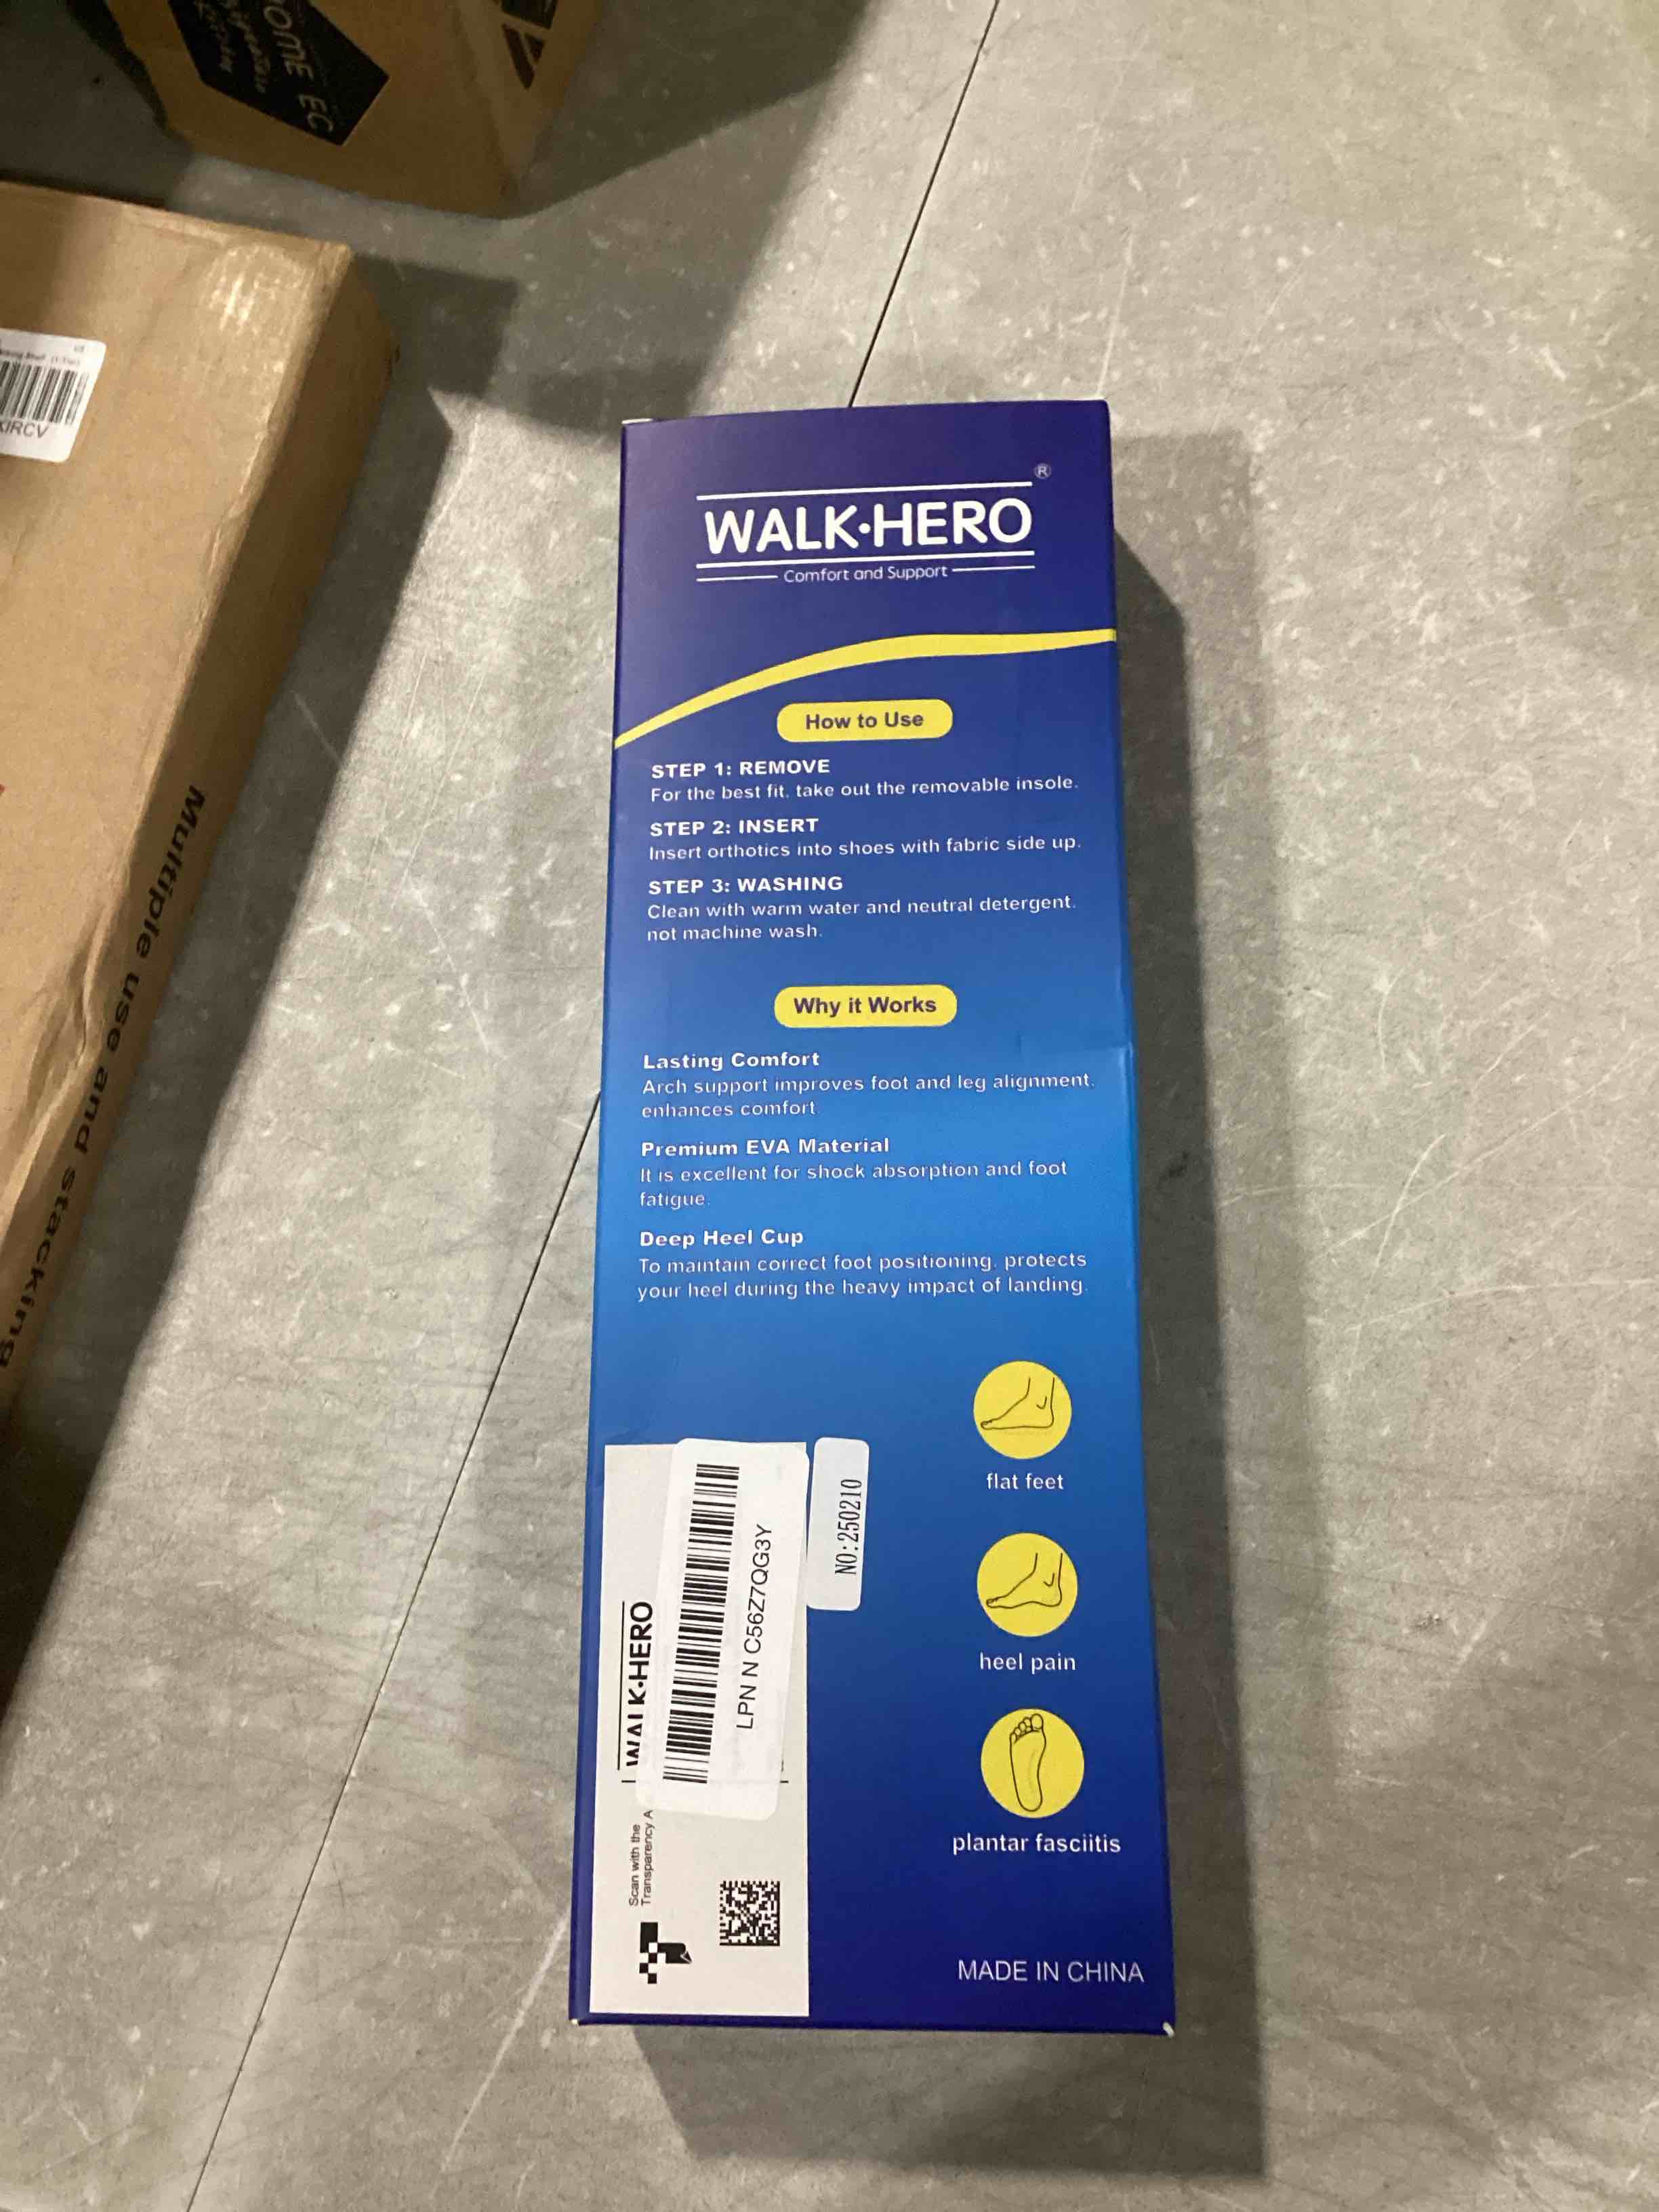 OME EC
XIRCV
Multiple use and stacking
®
WALK·HERO
Comfort and Support
How to Use
STEP 1: REMOVE
For the best fit, take out the removable insole.
STEP 2: INSERT
Insert orthotics into shoes with fabric side up.
STEP 3: WASHING
Clean with warm water and neutral detergent.
not machine wash.
Why it Works
Lasting Comfort
Arch support improves foot and leg alignment.
enhances comfort
Premium EVA Material
It is excellent for shock absorption and foot
fatigue.
Deep Heel Cup
To maintain correct foot positioning, protects
your heel during the heavy impact of landing.
flat feet
heel pain
plantar fasciitis
MADE IN CHINA
WALK·HERO
LPN N C56Z7QG3Y
NO:250210
Scan with the
Transparency A